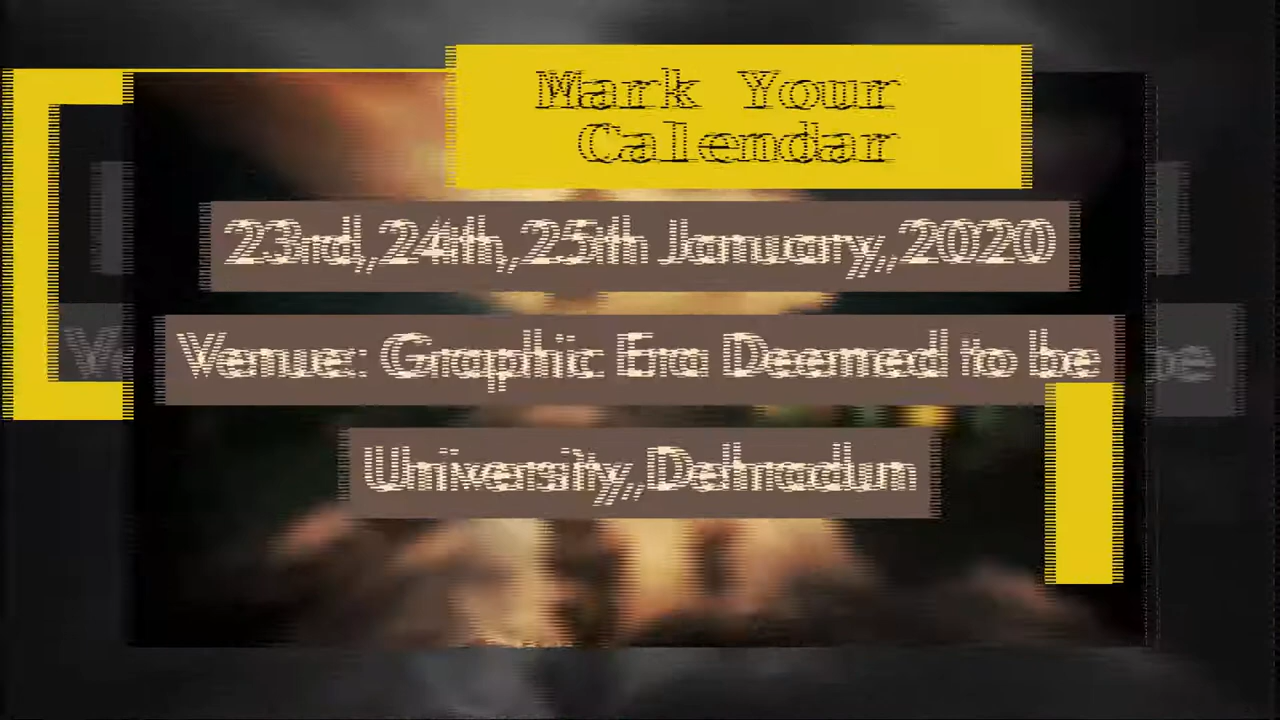 Mark Your
Calendar
23rd,24th,25th January,2020
Venue: Graphic Era Deemed to be
University,Dehradun